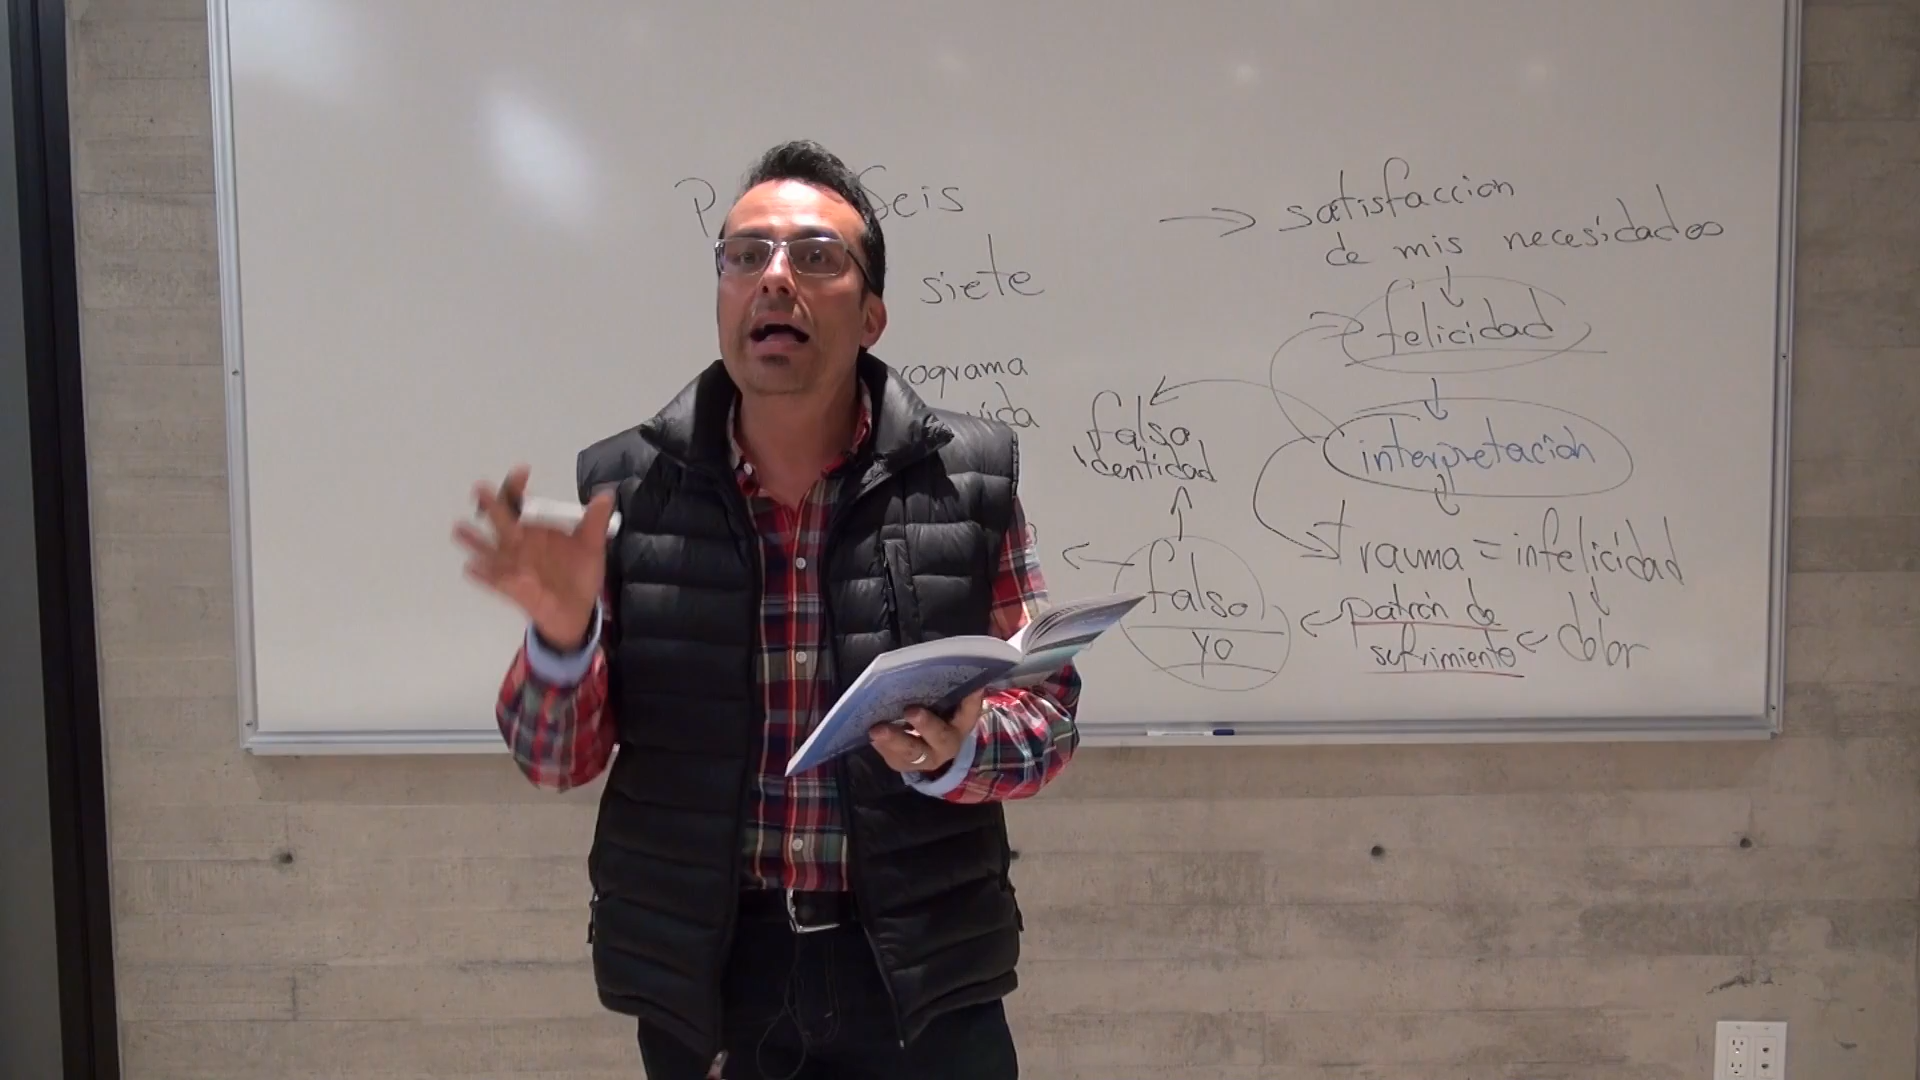 Seis
siete
rograma
vida
→ satisfaccion
de mis necesidades
felicidad
interpretación
falsa
identidad
trauma = infelicidad
falso
yo
patrón de
sufrimiento
dolor